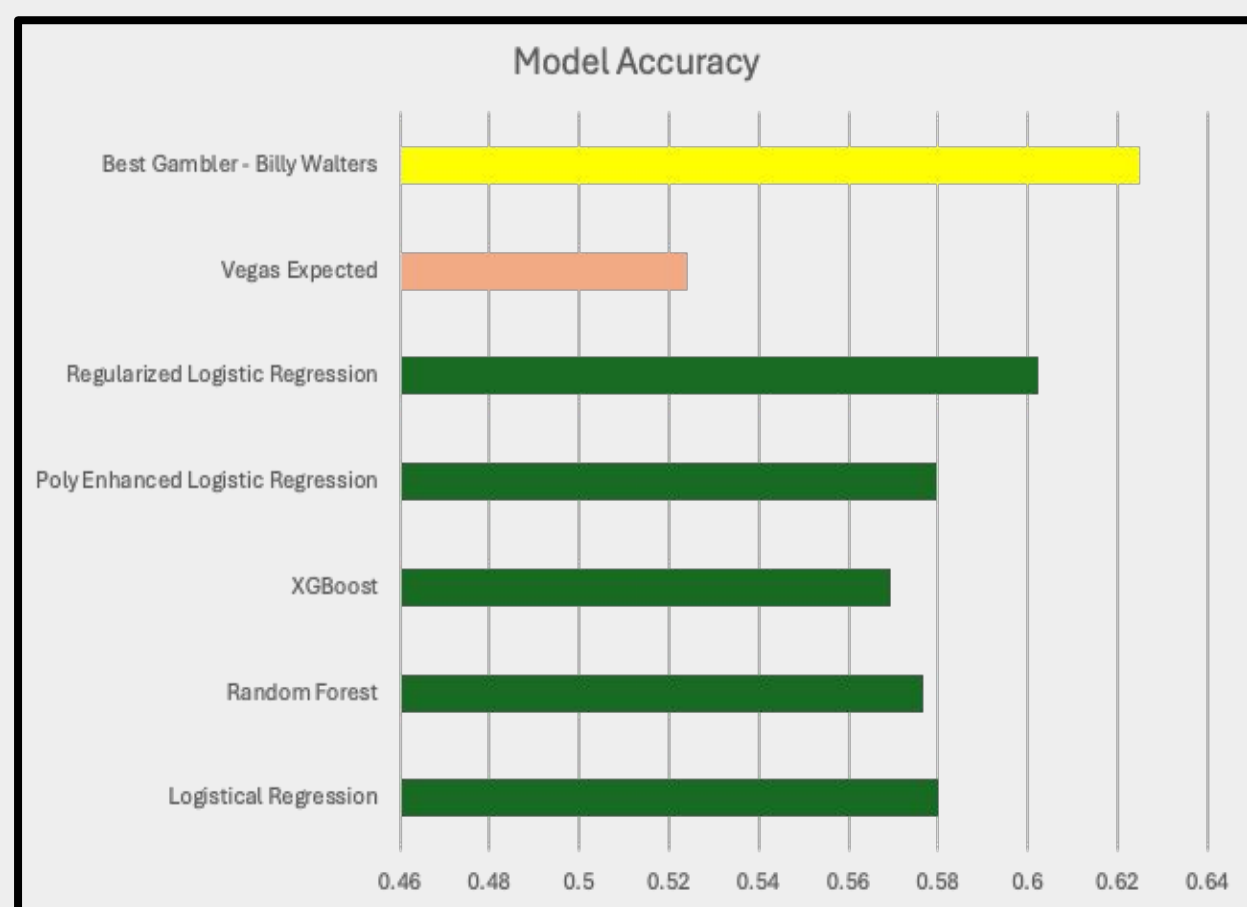 Model Accuracy
Best Gambler - Billy Walters
Vegas Expected
Regularized Logistic Regression
Poly Enhanced Logistic Regression
XGBoost
Random Forest
Logistical Regression
0.46 0.48 0.5 0.52 0.54 0.56 0.58 0.6 0.62 0.64